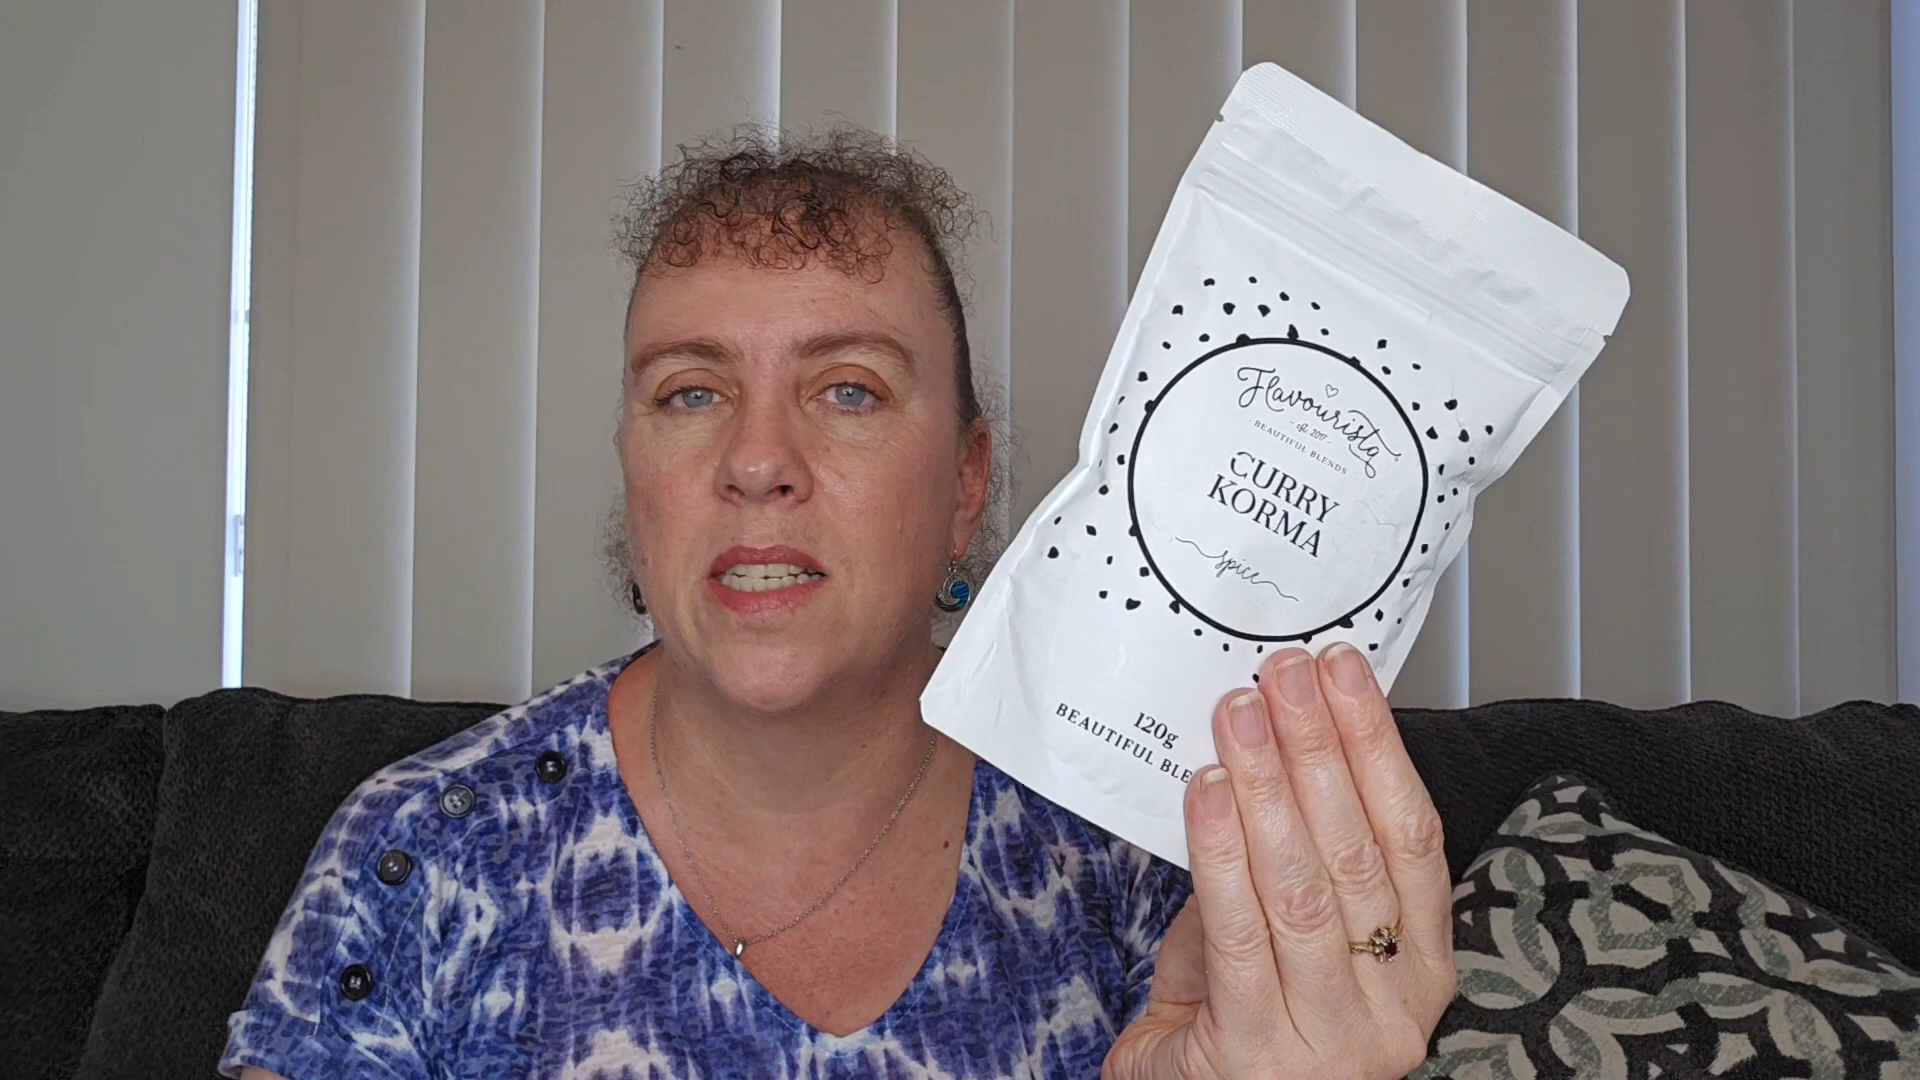 Flavourista
est. 2017
BEAUTIFUL BLENDS
CURRY
KORMA
spice
120g
BEAUTIFUL BLE